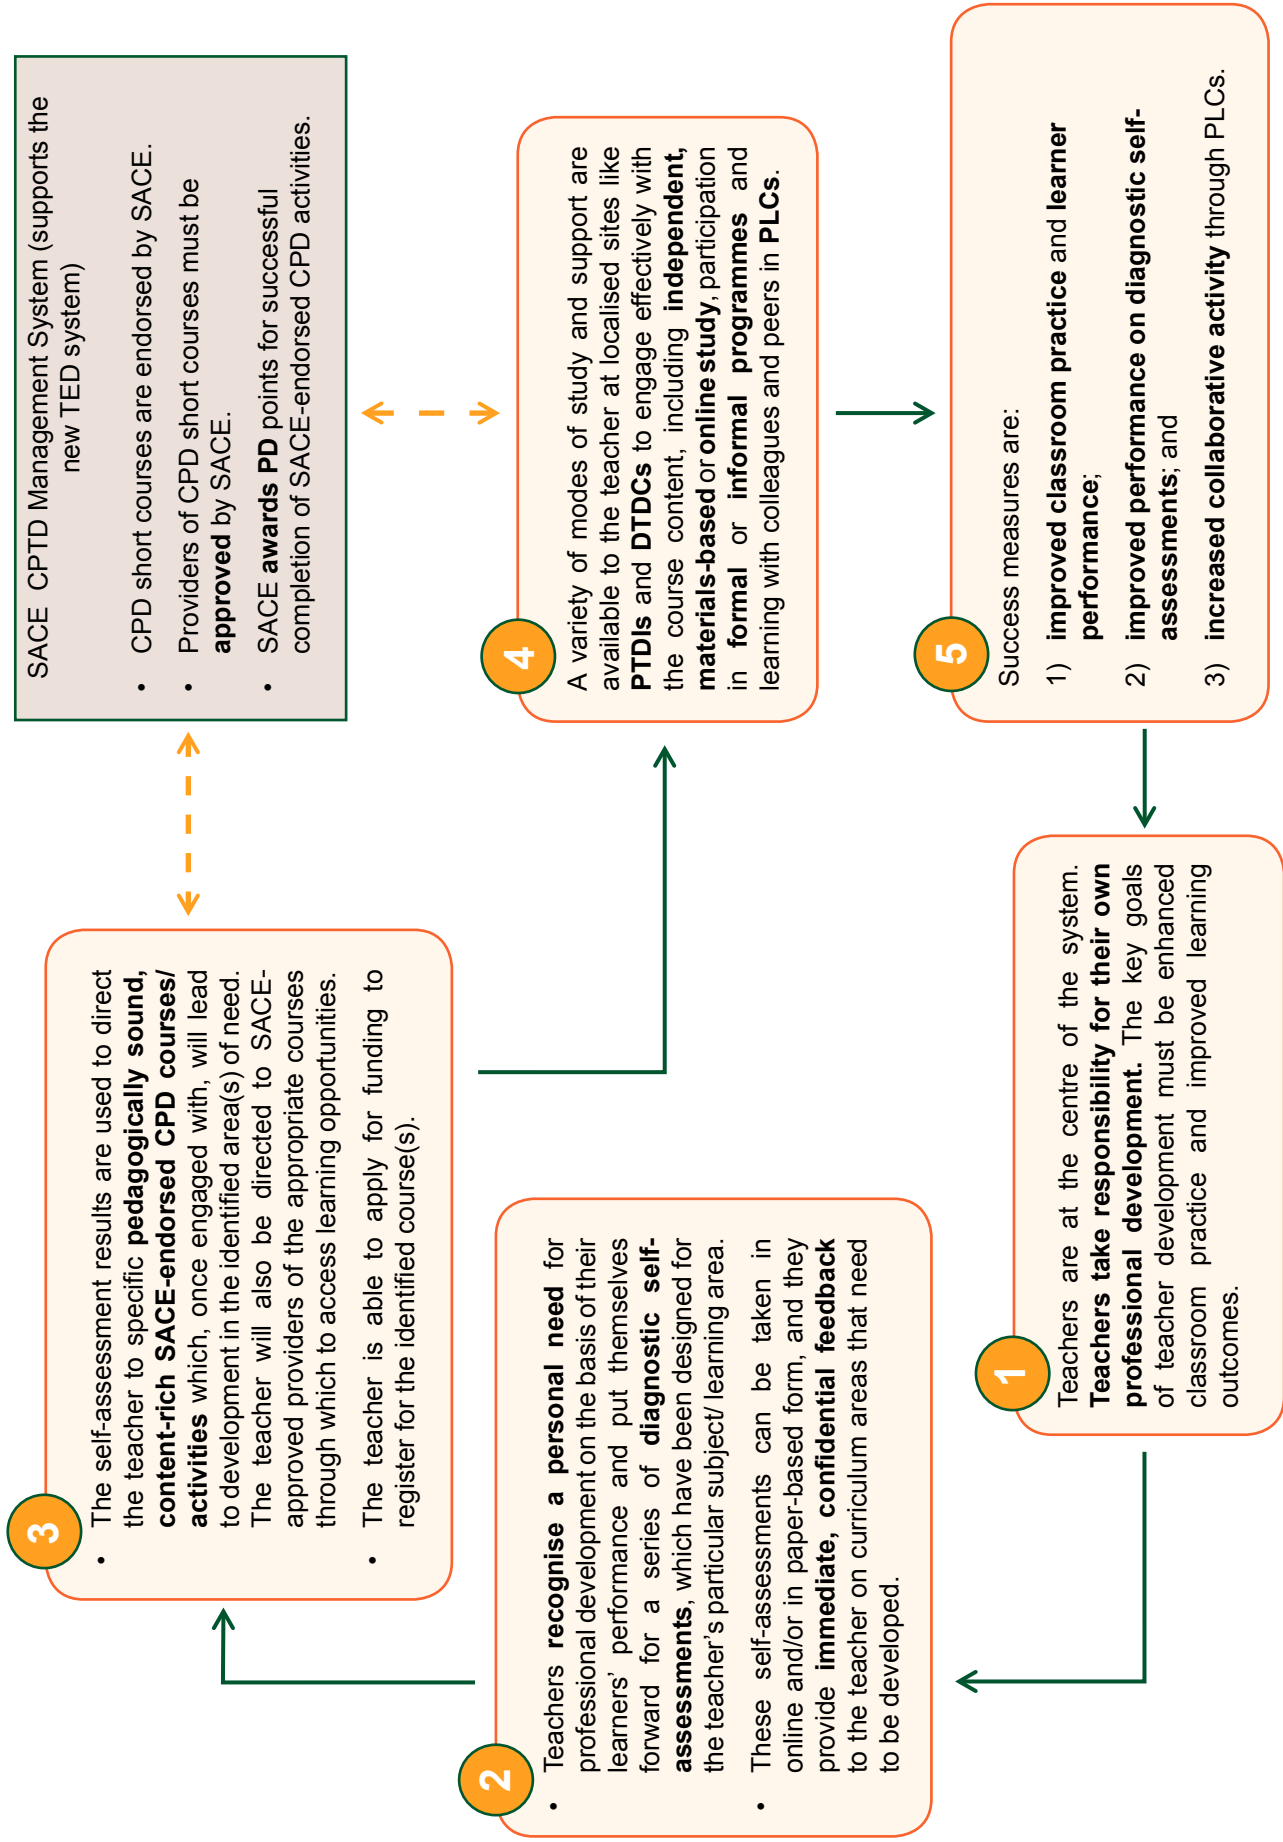 SACE CPTD Management System (supports the
new TED system)
• CPD short courses are endorsed by SACE.
• Providers of CPD short courses must be
approved by SACE.
• SACE awards PD points for successful
completion of SACE-endorsed CPD activities.
3
• The self-assessment results are used to direct
the teacher to specific pedagogically sound,
content-rich SACE-endorsed CPD courses/
activities which, once engaged with, will lead
to development in the identified area(s) of need.
The teacher will also be directed to SACE-
approved providers of the appropriate courses
through which to access learning opportunities.
• The teacher is able to apply for funding to
register for the identified course(s).
4
A variety of modes of study and support are
available to the teacher at localised sites like
PTDIs and DTDCs to engage effectively with
the course content, including independent,
materials-based or online study, participation
in formal or informal programmes and
learning with colleagues and peers in PLCs.
2
• Teachers recognise a personal need for
professional development on the basis of their
learners’ performance and put themselves
forward for a series of diagnostic self-
assessments, which have been designed for
the teacher’s particular subject/ learning area.
• These self-assessments can be taken in
online and/or in paper-based form, and they
provide immediate, confidential feedback
to the teacher on curriculum areas that need
to be developed.
5
Success measures are:
1) improved classroom practice and learner
performance;
2) improved performance on diagnostic self-
assessments; and
3) increased collaborative activity through PLCs.
1
Teachers are at the centre of the system.
Teachers take responsibility for their own
professional development. The key goals
of teacher development must be enhanced
classroom practice and improved learning
outcomes.